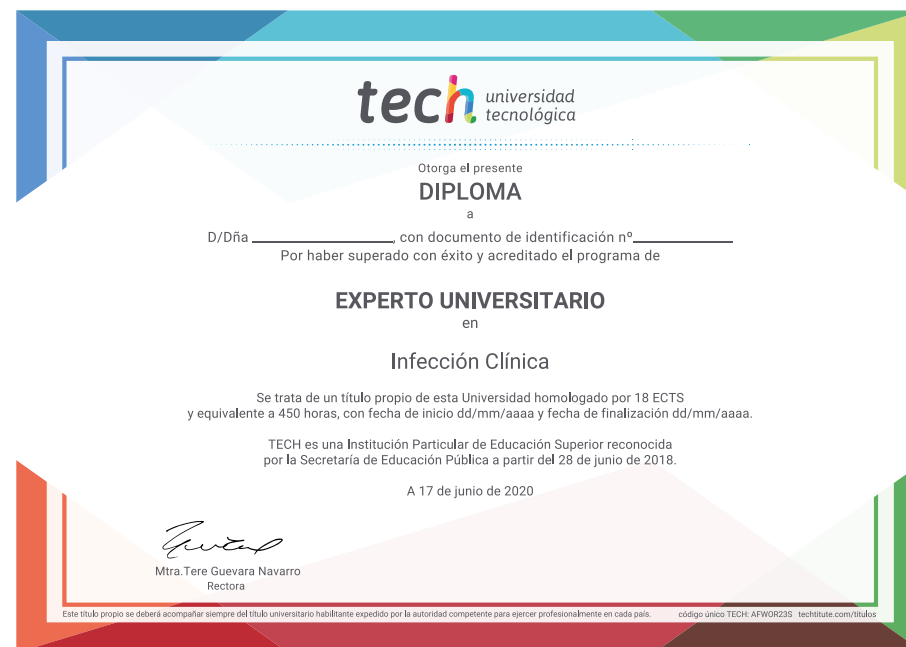 tech universidad
tecnológica
Otorga el presente
DIPLOMA
a
D/Dña ______________, con documento de identificación nº__________
Por haber superado con éxito y acreditado el programa de
EXPERTO UNIVERSITARIO
en
Infección Clínica
Se trata de un título propio de esta Universidad homologado por 18 ECTS
y equivalente a 450 horas, con fecha de inicio dd/mm/aaaa y fecha de finalización dd/mm/aaaa.
TECH es una Institución Particular de Educación Superior reconocida
por la Secretaría de Educación Pública a partir del 28 de junio de 2018.
A 17 de junio de 2020
Mtra.Tere Guevara Navarro
Rectora
Este título propio se deberá acompañar siempre del título universitario habilitante expedido por la autoridad competente para ejercer profesionalmente en cada país. código único TECH: AFWOR23S techtitute.com/titulos